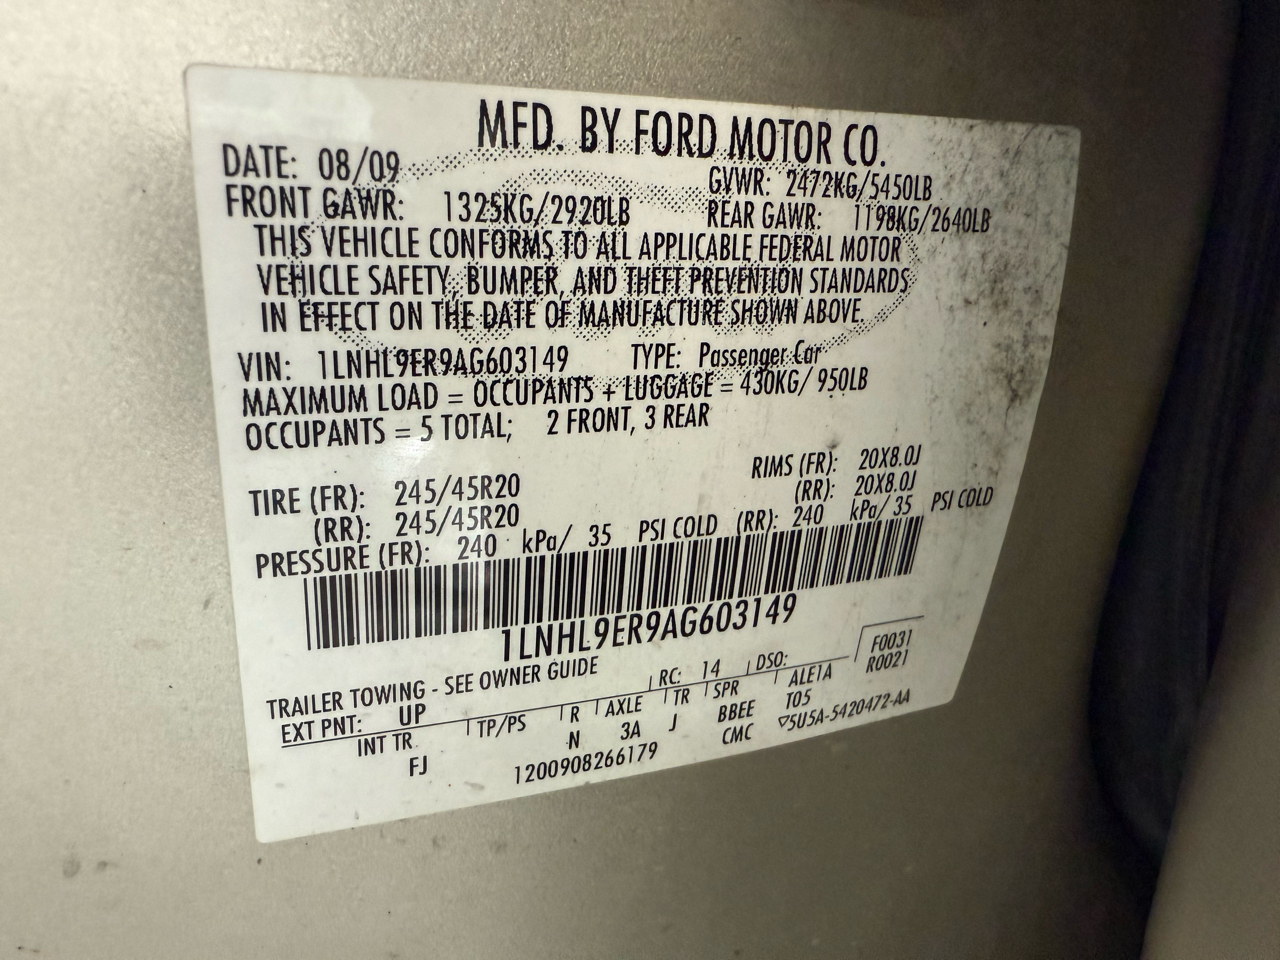 MFD. BY FORD MOTOR CO.
DATE: 08/09 GVWR: 2472KG/5450LB
FRONT GAWR: 1325KG/2920LB REAR GAWR: 1198KG/2640LB
THIS VEHICLE CONFORMS TO ALL APPLICABLE FEDERAL MOTOR
VEHICLE SAFETY, BUMPER, AND THEFT PREVENTION STANDARDS
IN EFFECT ON THE DATE OF MANUFACTURE SHOWN ABOVE.
VIN: 1LNHL9ER9AG603149 TYPE: Passenger Car
MAXIMUM LOAD = OCCUPANTS + LUGGAGE = 430KG/ 950LB
OCCUPANTS = 5 TOTAL; 2 FRONT, 3 REAR
TIRE (FR): 245/45R20 RIMS (FR): 20X8.0J
(RR): 245/45R20 (RR): 20X8.0J
PRESSURE (FR): 240 kPa/ 35 PSI COLD (RR): 240 kPa/ 35 PSI COLD
1LNHL9ER9AG603149
F0031
TRAILER TOWING - SEE OWNER GUIDE RC: 14 DSO: R0021
EXT PNT: UP TP/PS R AXLE TR SPR ALE1A
INT TR N 3A J BBEE T05
FJ 1200908266179 CMC ▽5U5A-5420472-AA